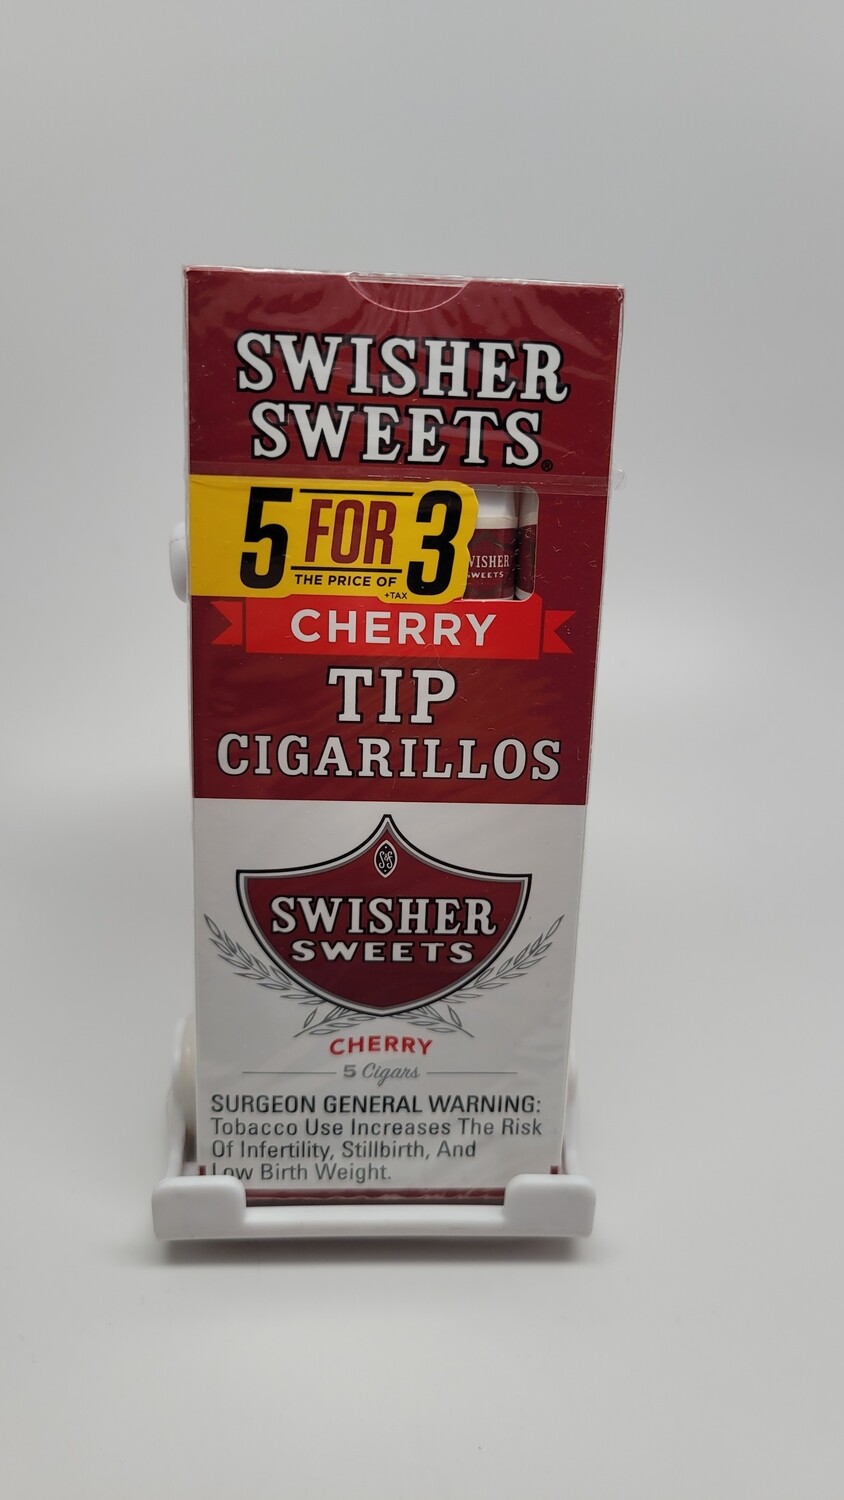 SWISHER
SWEETS®
5 FOR 3
THE PRICE OF
+TAX
SWEETS
CHERRY
TIP
CIGARILLOS
SWISHER
SWEETS
CHERRY
5 Cigars
SURGEON GENERAL WARNING:
Tobacco Use Increases The Risk
Of Infertility, Stillbirth, And
Low Birth Weight.